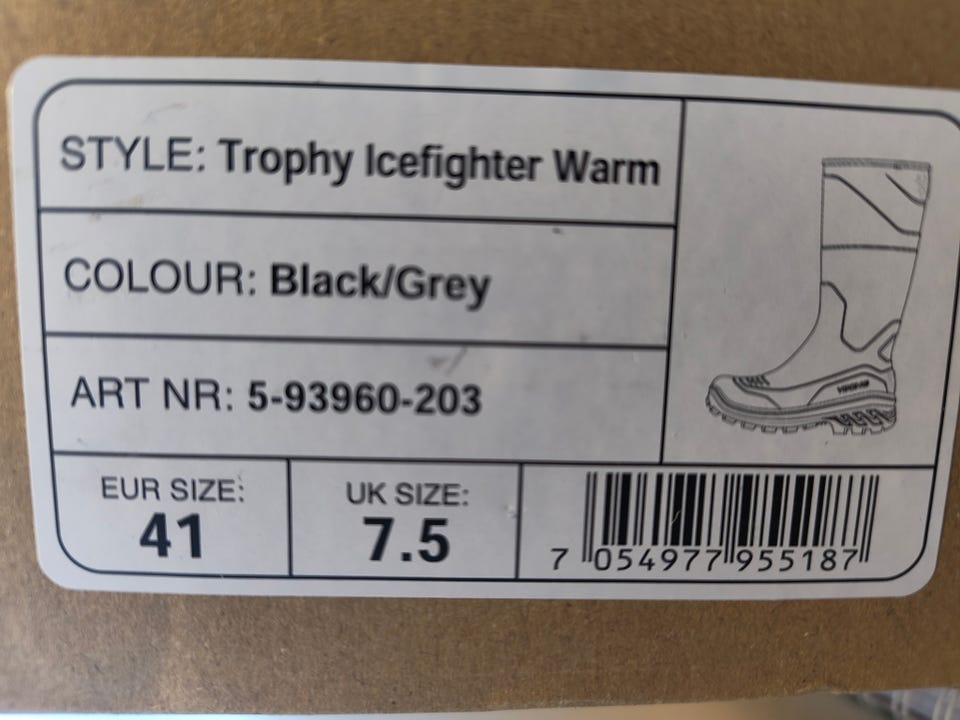 STYLE: Trophy Icefighter Warm
COLOUR: Black/Grey
ART NR: 5-93960-203
EUR SIZE:
41
UK SIZE:
7.5
7 054977 955187
VIKING